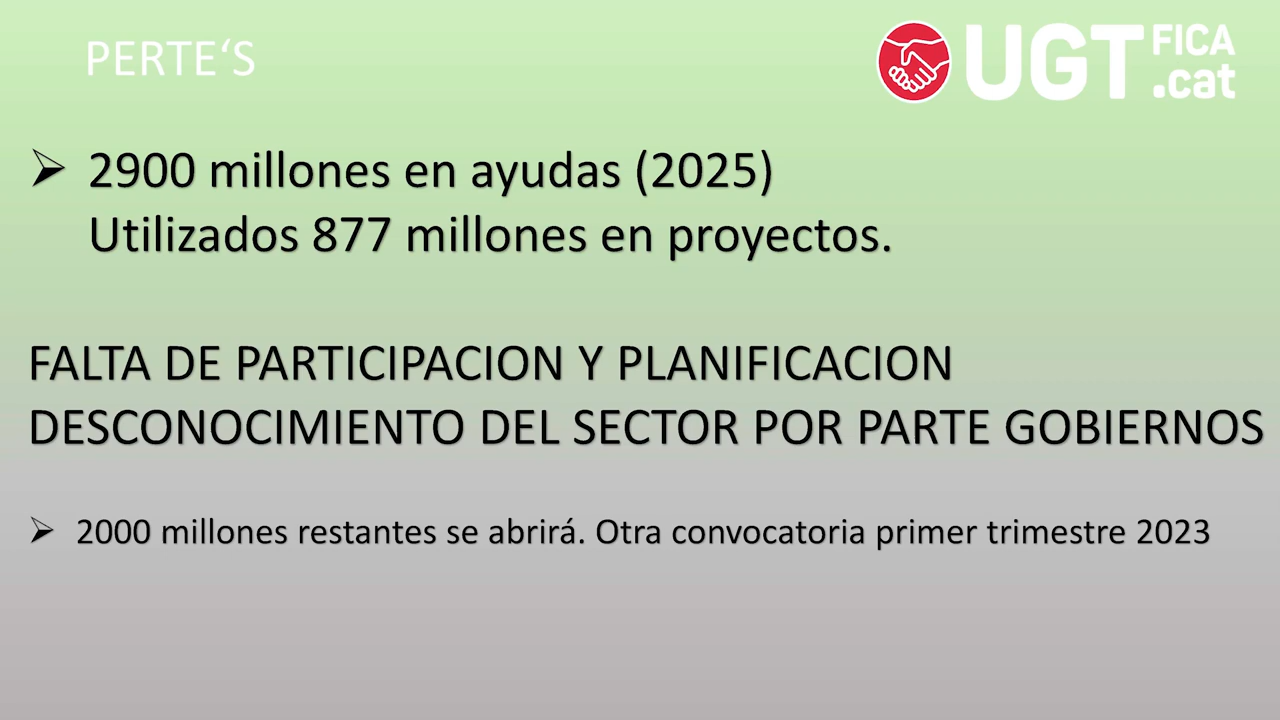 PERTE‘S
UGT FICA
.cat
➢ 2900 millones en ayudas (2025)
Utilizados 877 millones en proyectos.
FALTA DE PARTICIPACION Y PLANIFICACION
DESCONOCIMIENTO DEL SECTOR POR PARTE GOBIERNOS
➢ 2000 millones restantes se abrirá. Otra convocatoria primer trimestre 2023